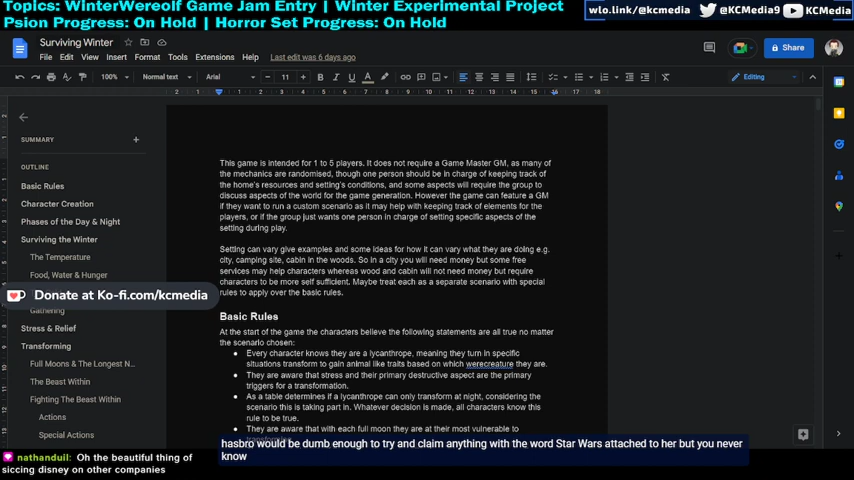 Topics: WinterWereolf Game Jam Entry | Winter Experimental Project
Psion Progress: On Hold | Horror Set Progress: On Hold
wlo.link/@kcmedia KCMedia9 KCMedia
Surviving Winter
File Edit View Insert Format Tools Extensions Help Last edit was 6 days ago
Share
100% Normal text Arial 11 Editing
SUMMARY
OUTLINE
Basic Rules
Character Creation
Phases of the Day & Night
Surviving the Winter
The Temperature
Food, Water & Hunger
Donate at Ko-fi.com/kcmedia
Gathering
Stress & Relief
Transforming
Full Moons & The Longest N...
The Beast Within
Fighting The Beast Within
Actions
Special Actions
This game is intended for 1 to 5 players. It does not require a Game Master GM, as many of
the mechanics are randomised, though one person should be in charge of keeping track of
the home's resources and setting's conditions, and some aspects will require the group to
discuss aspects of the world for the game generation. However the game can feature a GM
if they want to run a custom scenario as it may help with keeping track of elements for the
players, or if the group just wants one person in charge of setting specific aspects of the
setting during play.
Setting can vary give examples and some ideas for how it can vary what they are doing e.g.
city, camping site, cabin in the woods. So in a city you will need money but some free
services may help characters whereas wood and cabin will not need money but require
characters to be more self sufficient. Maybe treat each as a separate scenario with special
rules to apply over the basic rules.
Basic Rules
At the start of the game the characters believe the following statements are all true no matter
the scenario chosen:
● Every character knows they are a lycanthrope, meaning they turn in specific
situations transform to gain animal like traits based on which werecreature they are.
● They are aware that stress and their primary destructive aspect are the primary
triggers for a transformation.
● As a table determines if a lycanthrope can only transform at night, considering the
scenario this is taking part in. Whatever decision is made, all characters know this
rule to be true.
● They are aware that with each full moon they are at their most vulnerable to
hasbro would be dumb enough to try and claim anything with the word Star Wars attached to her but you never
know
nathanduil: Oh the beautiful thing of
siccing disney on other companies